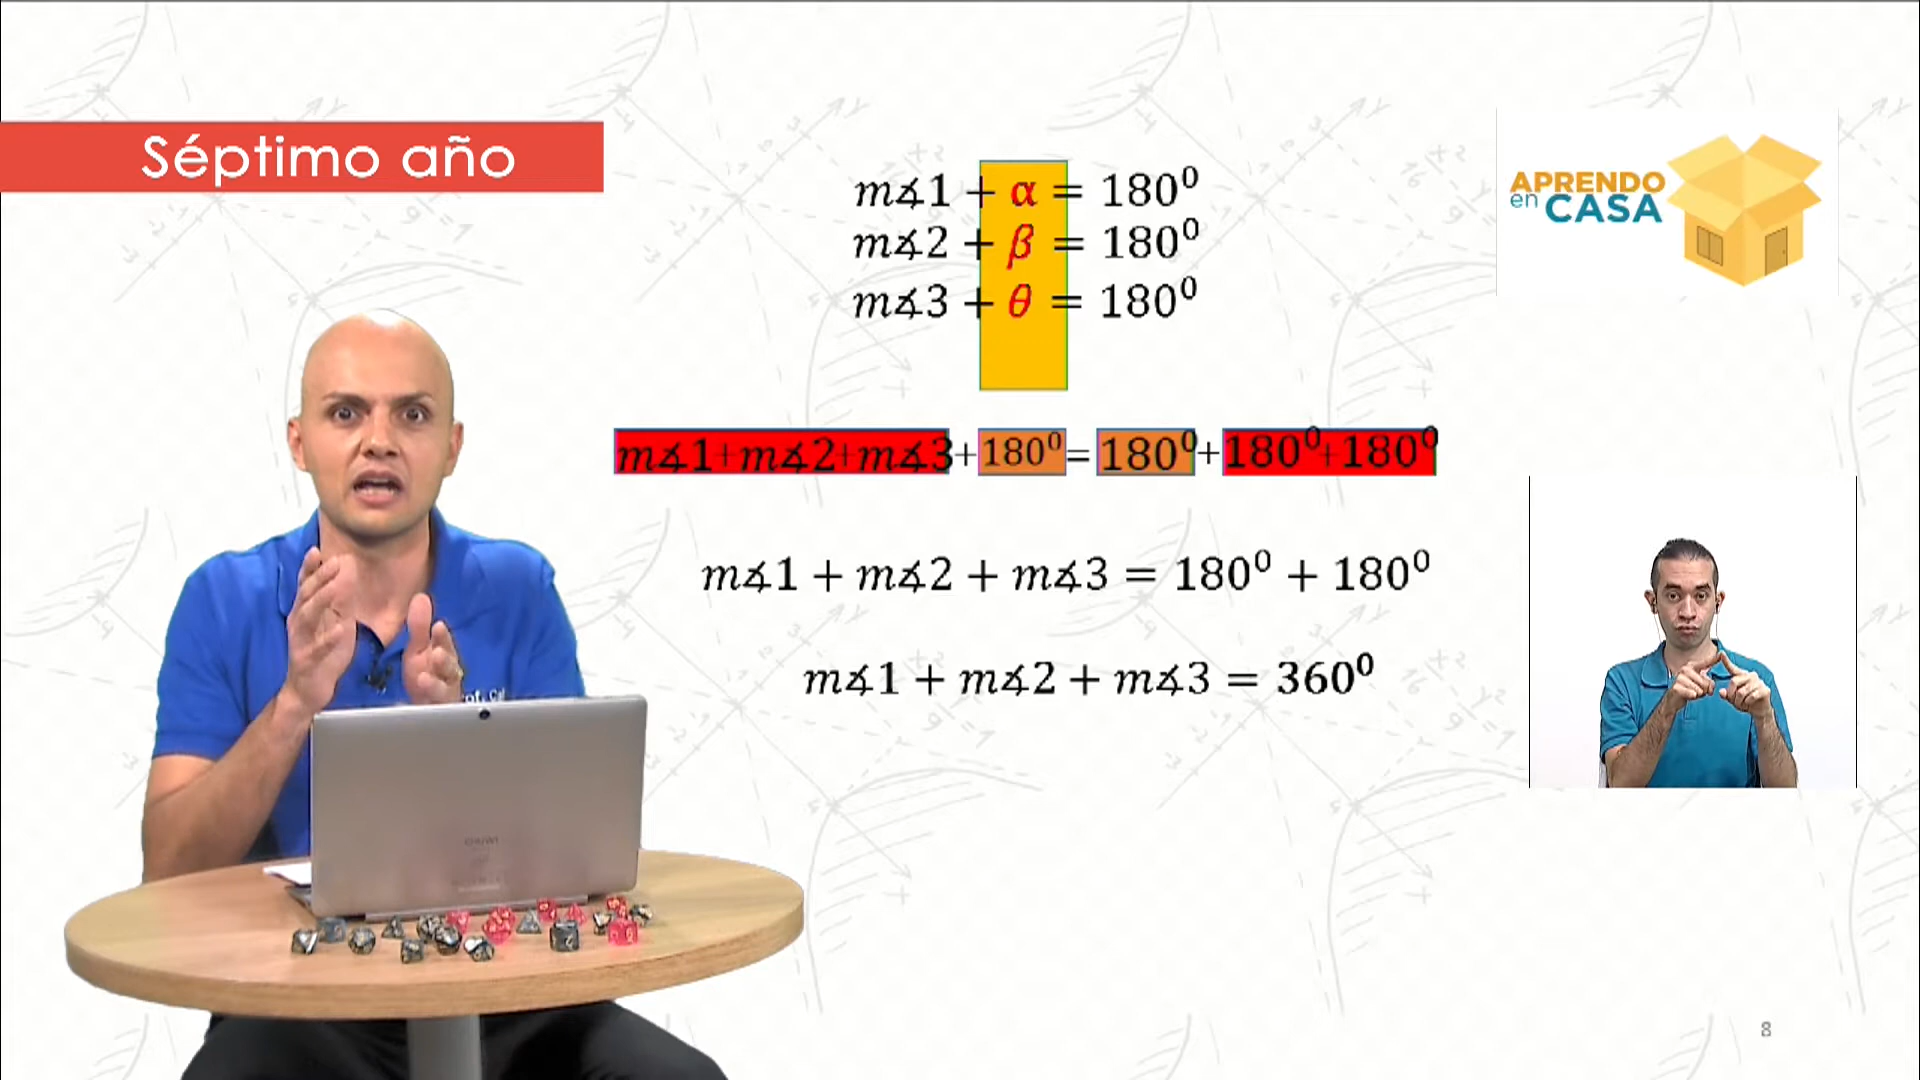 Séptimo año
m∡1 + α = 180⁰
m∡2 + β = 180⁰
m∡3 + θ = 180⁰
APRENDO
en CASA
m∡1+m∡2+m∡3+180⁰=180⁰+180⁰+180⁰
m∡1 + m∡2 + m∡3 = 180⁰ + 180⁰
m∡1 + m∡2 + m∡3 = 360⁰
8